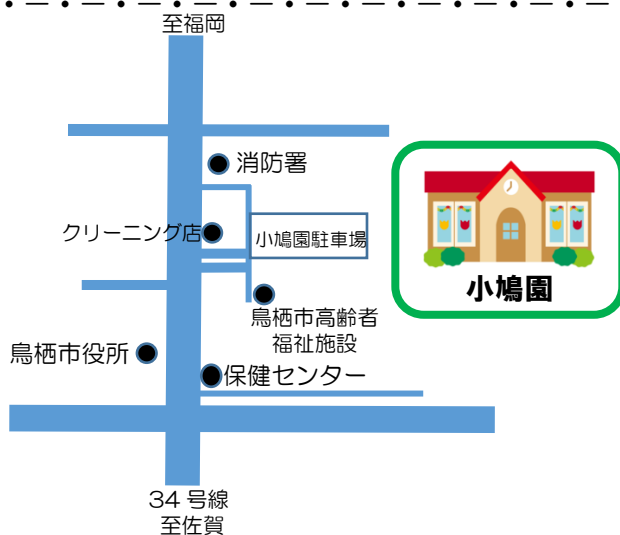 至福岡
消防署
クリーニング店
小鳩園駐車場
小鳩園
鳥栖市高齢者
福祉施設
鳥栖市役所
保健センター
34号線
至佐賀